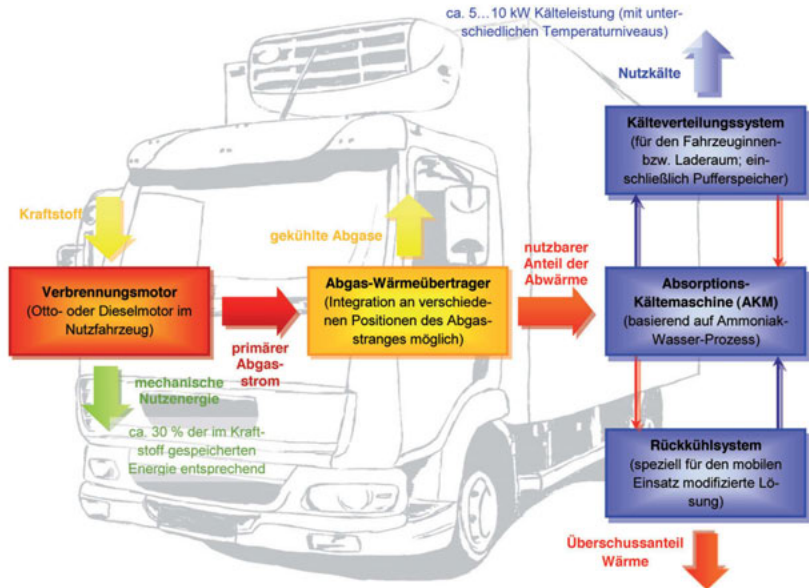 ca. 5…10 kW Kälteleistung (mit unter-
schiedlichen Temperaturniveaus)
Nutzkälte
Kälteverteilungssystem
(für den Fahrzeuginnen-
bzw. Laderaum; ein-
schließlich Pufferspeicher)
Kraftstoff
gekühlte Abgase
nutzbarer
Anteil der
Abwärme
Verbrennungsmotor
(Otto- oder Dieselmotor im
Nutzfahrzeug)
primärer
Abgas-
strom
Abgas-Wärmeübertrager
(Integration an verschiede-
nen Positionen des Abgas-
stranges möglich)
Absorptions-
Kältemaschine (AKM)
(basierend auf Ammoniak-
Wasser-Prozess)
mechanische
Nutzenergie
ca. 30 % der im Kraft-
stoff gespeicherten
Energie entsprechend
Rückkühlsystem
(speziell für den mobilen
Einsatz modifizierte Lö-
sung)
Überschussanteil
Wärme